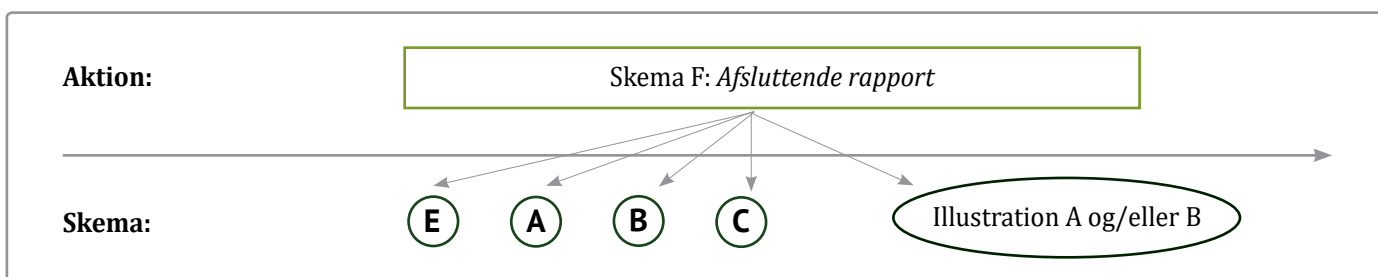 Aktion:
Skema F: Afsluttende rapport
Skema:
E
A
B
C
Illustration A og/eller B